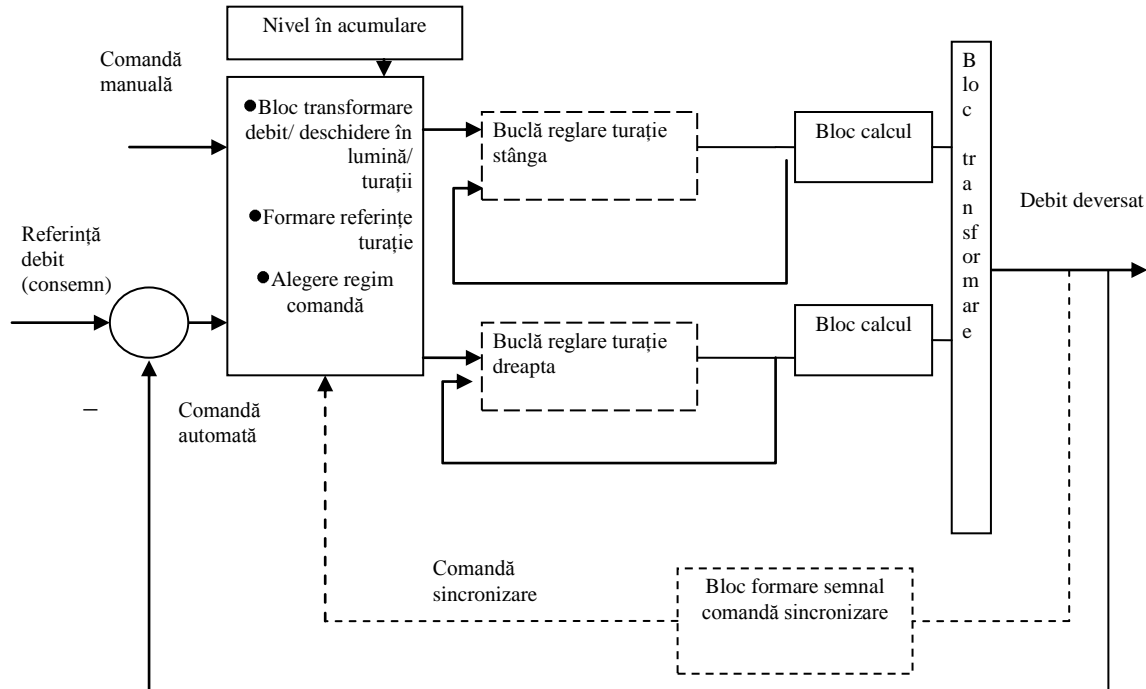 Nivel în acumulare
Comandă
manuală
●Bloc transformare
debit/ deschidere în
lumină/
turații
●Formare referințe
turație
●Alegere regim
comandă
Buclă reglare turație
stânga
Bloc calcul
B
loc
tr
a
n
sf
o
r
m
ar
e
Debit deversat
Referință
debit
(consemn)
Buclă reglare turație
dreapta
Bloc calcul
–
Comandă
automată
Comandă
sincronizare
Bloc formare semnal
comandă sincronizare